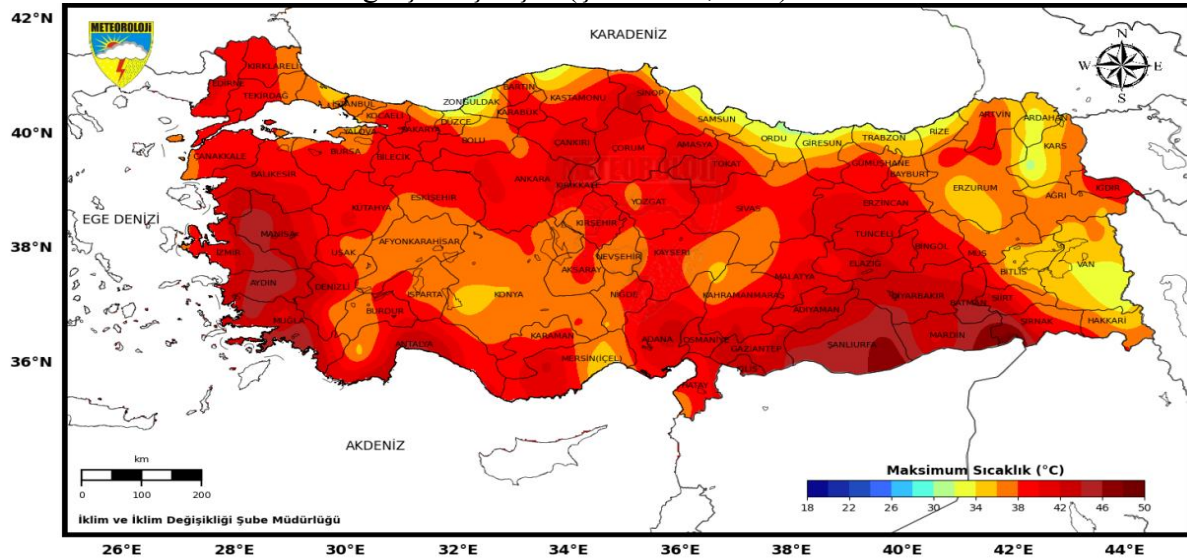 METEOROLOJİ
KARADENİZ
N
W E
S
EGE DENİZİ
AKDENİZ
KIRKLARELİ
EDİRNE
TEKİRDAĞ
İSTANBUL
KOCAELİ
YALOVA
SAKARYA
DÜZCE
ZONGULDAK
BARTIN
KARABÜK
KASTAMONU
SİNOP
SAMSUN
ORDU
GİRESUN
TRABZON
RİZE
ARTVİN
ARDAHAN
KARS
ÇANAKKALE
BALIKESİR
BURSA
BİLECİK
BOLU
ÇANKIRI
ÇORUM
AMASYA
TOKAT
GÜMÜŞHANE
BAYBURT
ERZURUM
AĞRI
IĞDIR
KÜTAHYA
ESKİŞEHİR
ANKARA
KIRIKKALE
YOZGAT
SİVAS
ERZİNCAN
TUNCELİ
BİNGÖL
MUŞ
BİTLİS
VAN
MANİSA
İZMİR
UŞAK
AFYONKARAHİSAR
KIRŞEHİR
NEVŞEHİR
AKSARAY
KAYSERİ
MALATYA
ELAZIĞ
DİYARBAKIR
BATMAN
SİİRT
ŞIRNAK
HAKKARİ
AYDIN
DENİZLİ
ISPARTA
BURDUR
KONYA
NİĞDE
KAHRAMANMARAŞ
ADIYAMAN
MUĞLA
ANTALYA
KARAMAN
MERSİN(İÇEL)
ADANA
OSMANİYE
GAZİANTEP
KİLİS
ŞANLIURFA
MARDİN
HATAY
42°N
40°N
38°N
36°N
km
0 100 200
İklim ve İklim Değişikliği Şube Müdürlüğü
Maksimum Sıcaklık (°C)
18 22 26 30 34 38 42 46 50
26°E 28°E 30°E 32°E 34°E 36°E 38°E 40°E 42°E 44°E